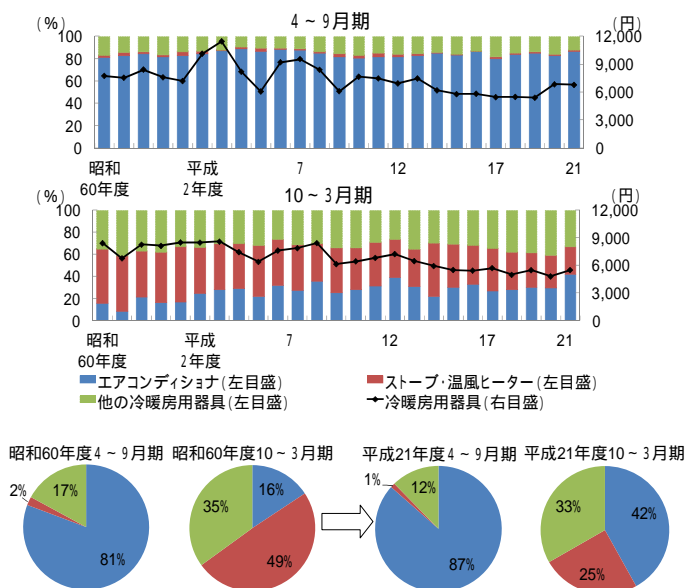 4～9月期
(%)
(円)
100
80
60
40
20
0
12,000
9,000
6,000
3,000
0
昭和
60年度
平成
2年度
7
12
17
21
10～3月期
(%)
(円)
100
80
60
40
20
0
12,000
9,000
6,000
3,000
0
昭和
60年度
平成
2年度
7
12
17
21
エアコンディショナ(左目盛)
ストーブ・温風ヒーター(左目盛)
他の冷暖房用器具(左目盛)
冷暖房用器具(右目盛)
昭和60年度4～9月期
2%
17%
81%
昭和60年度10～3月期
35%
16%
49%
平成21年度4～9月期
1%
12%
87%
平成21年度10～3月期
33%
42%
25%